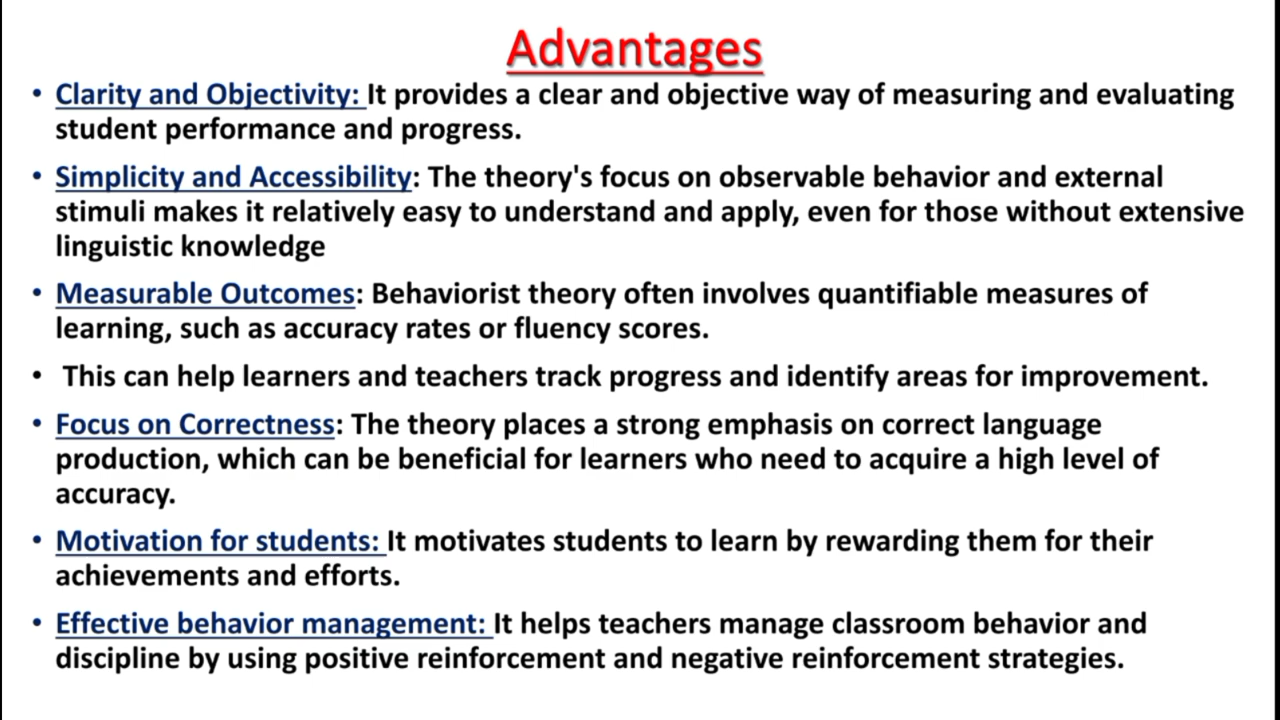 Advantages
• Clarity and Objectivity: It provides a clear and objective way of measuring and evaluating
student performance and progress.
• Simplicity and Accessibility: The theory's focus on observable behavior and external
stimuli makes it relatively easy to understand and apply, even for those without extensive
linguistic knowledge
• Measurable Outcomes: Behaviorist theory often involves quantifiable measures of
learning, such as accuracy rates or fluency scores.
• This can help learners and teachers track progress and identify areas for improvement.
• Focus on Correctness: The theory places a strong emphasis on correct language
production, which can be beneficial for learners who need to acquire a high level of
accuracy.
• Motivation for students: It motivates students to learn by rewarding them for their
achievements and efforts.
• Effective behavior management: It helps teachers manage classroom behavior and
discipline by using positive reinforcement and negative reinforcement strategies.